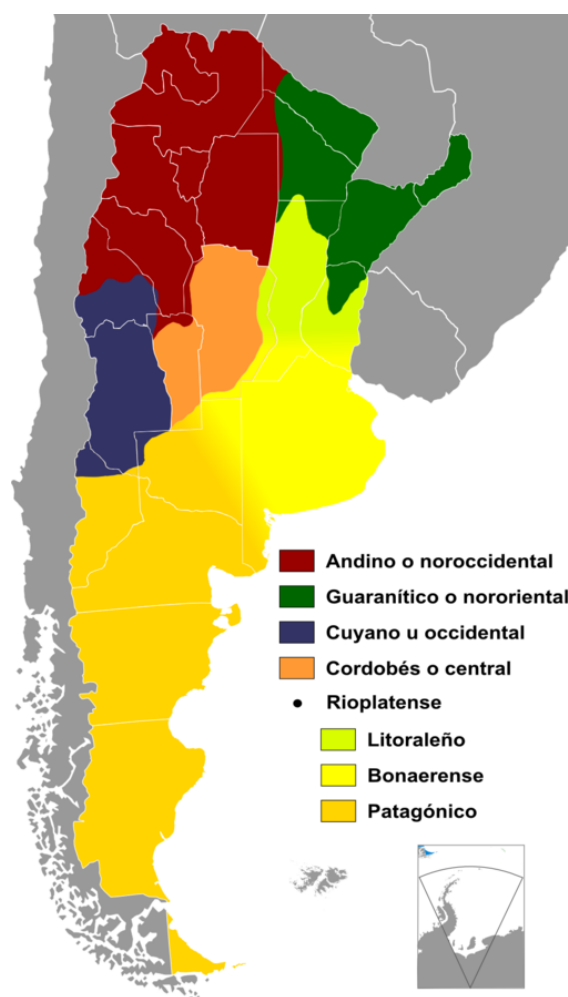 Andino o noroccidental
Guaranítico o nororiental
Cuyano u occidental
Cordobés o central
Rioplatense
Litoraleño
Bonaerense
Patagónico